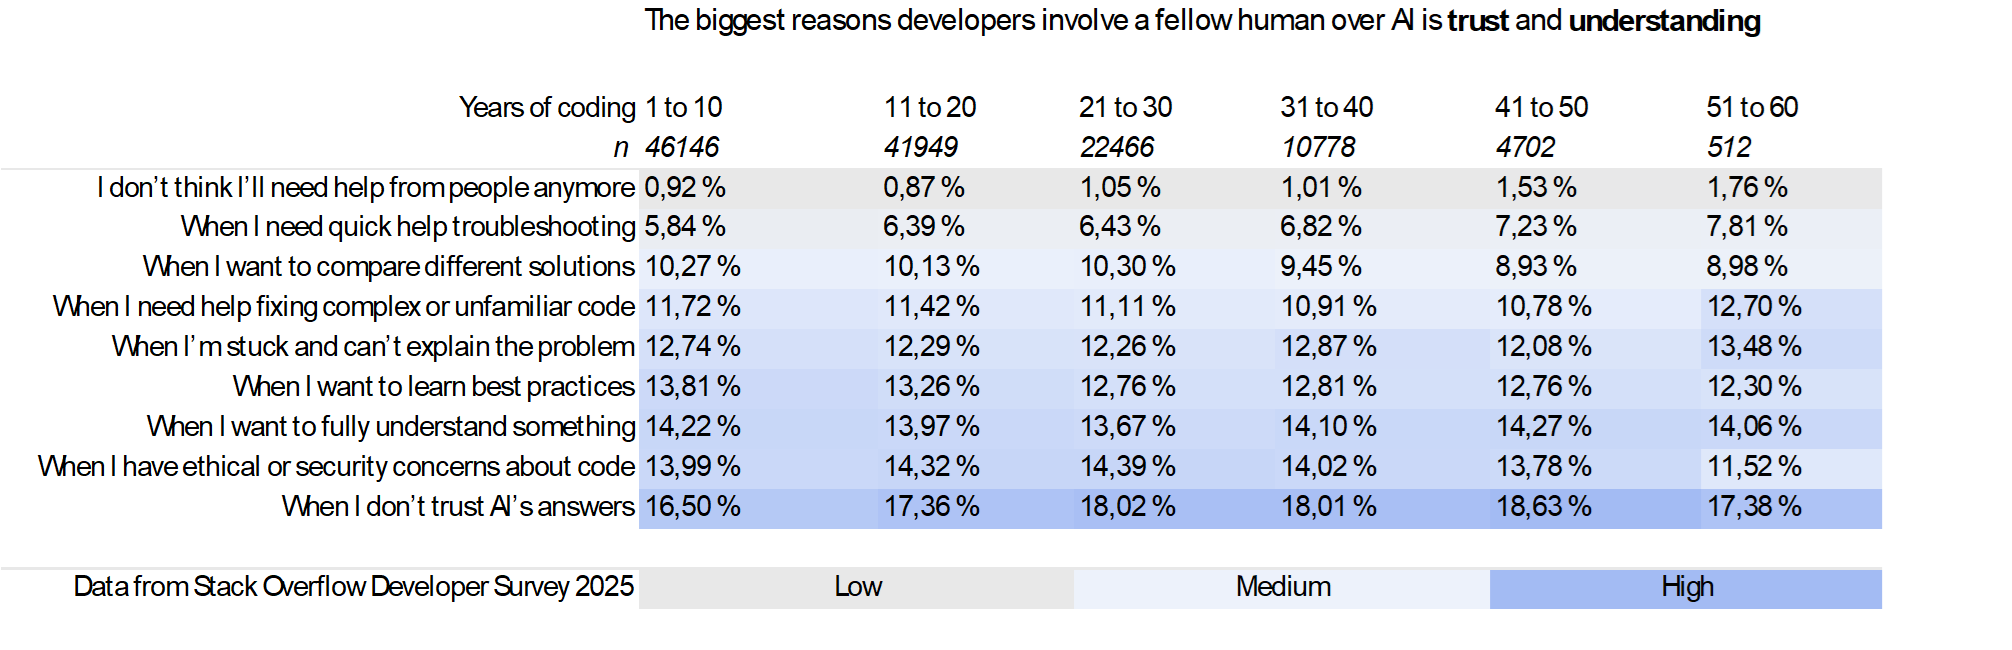 The biggest reasons developers involve a fellow human over AI is trust and understanding
Years of coding 1 to 10 11 to 20 21 to 30 31 to 40 41 to 50 51 to 60
n 46146 41949 22466 10778 4702 512
I don’t think I’ll need help from people anymore 0,92 % 0,87 % 1,05 % 1,01 % 1,53 % 1,76 %
When I need quick help troubleshooting 5,84 % 6,39 % 6,43 % 6,82 % 7,23 % 7,81 %
When I want to compare different solutions 10,27 % 10,13 % 10,30 % 9,45 % 8,93 % 8,98 %
When I need help fixing complex or unfamiliar code 11,72 % 11,42 % 11,11 % 10,91 % 10,78 % 12,70 %
When I’m stuck and can’t explain the problem 12,74 % 12,29 % 12,26 % 12,87 % 12,08 % 13,48 %
When I want to learn best practices 13,81 % 13,26 % 12,76 % 12,81 % 12,76 % 12,30 %
When I want to fully understand something 14,22 % 13,97 % 13,67 % 14,10 % 14,27 % 14,06 %
When I have ethical or security concerns about code 13,99 % 14,32 % 14,39 % 14,02 % 13,78 % 11,52 %
When I don’t trust AI’s answers 16,50 % 17,36 % 18,02 % 18,01 % 18,63 % 17,38 %
Data from Stack Overflow Developer Survey 2025 Low Medium High